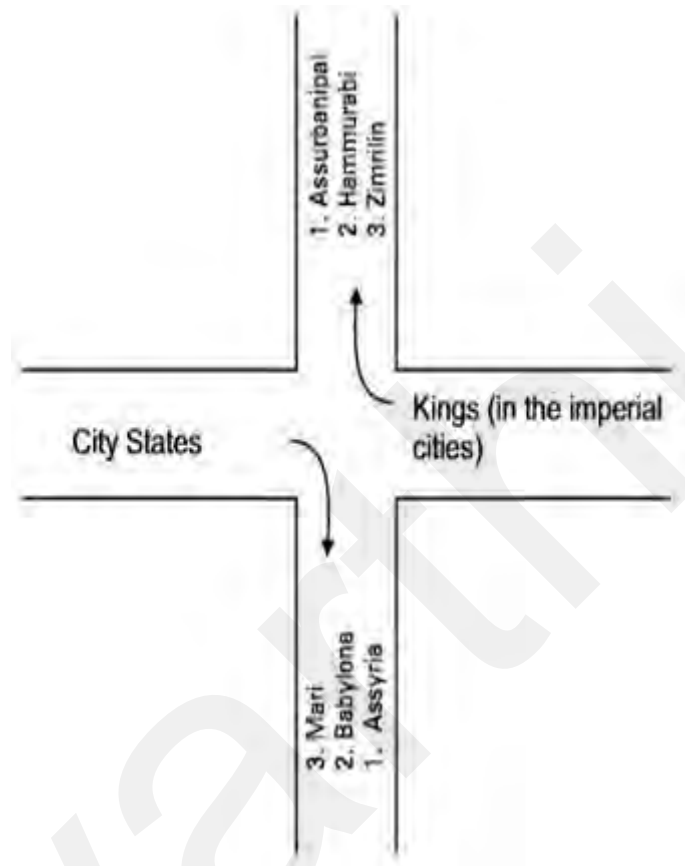 1. Assurbanipal
2. Hammurabi
3. Zimrilin
Kings (in the imperial
cities)
City States
3. Mari
2. Babylona
1. Assyria